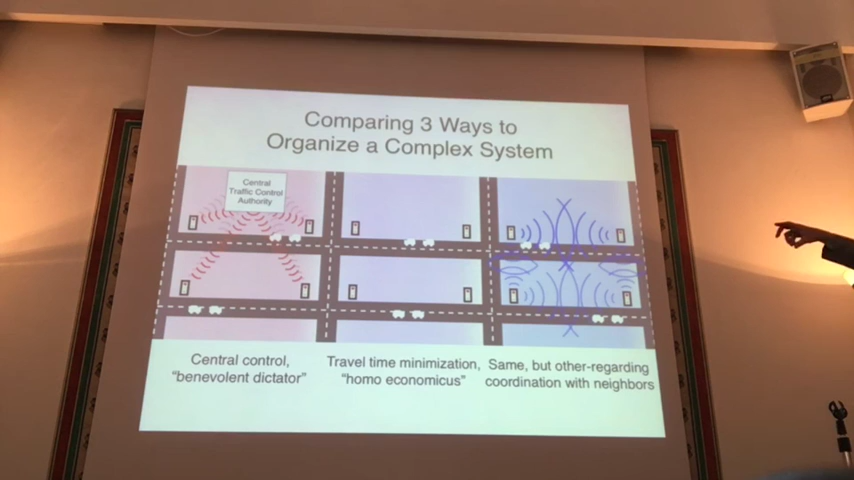 Comparing 3 Ways to
Organize a Complex System
Central
Traffic Control
Authority
Central control,
“benevolent dictator”
Travel time minimization,
“homo economicus”
Same, but other-regarding
coordination with neighbors